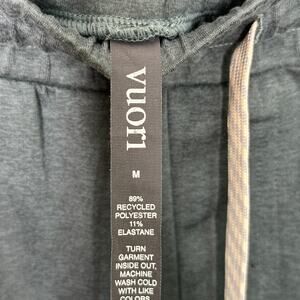 vuori
M
89%
RECYCLED
POLYESTER
11%
ELASTANE
TURN
GARMENT
INSIDE OUT,
MACHINE
WASH COLD
WITH LIKE
COLORS